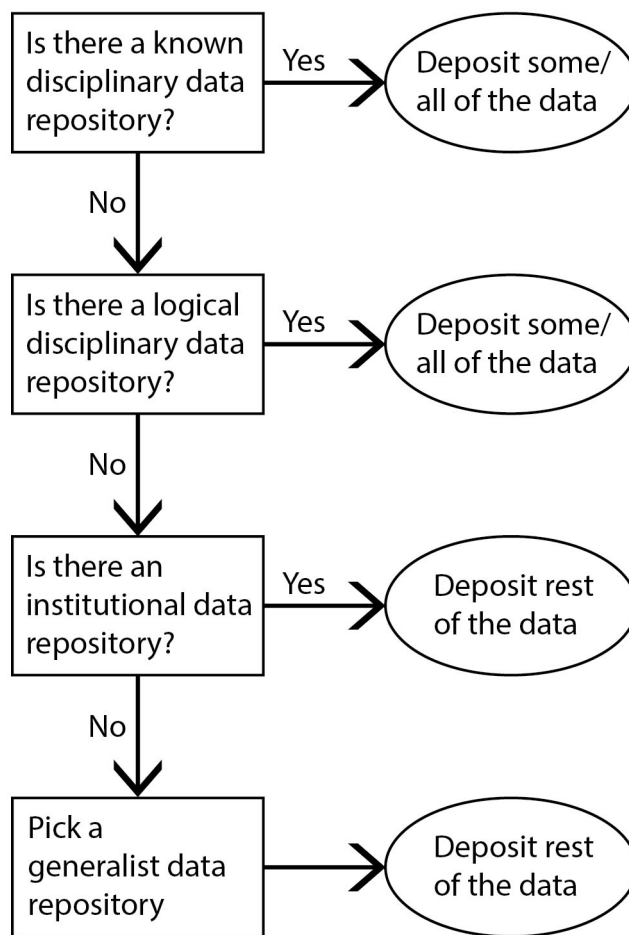 Is there a known
disciplinary data
repository?
Yes
Deposit some/
all of the data
No
Is there a logical
disciplinary data
repository?
Yes
Deposit some/
all of the data
No
Is there an
institutional data
repository?
Yes
Deposit rest
of the data
No
Pick a
generalist data
repository
Deposit rest
of the data